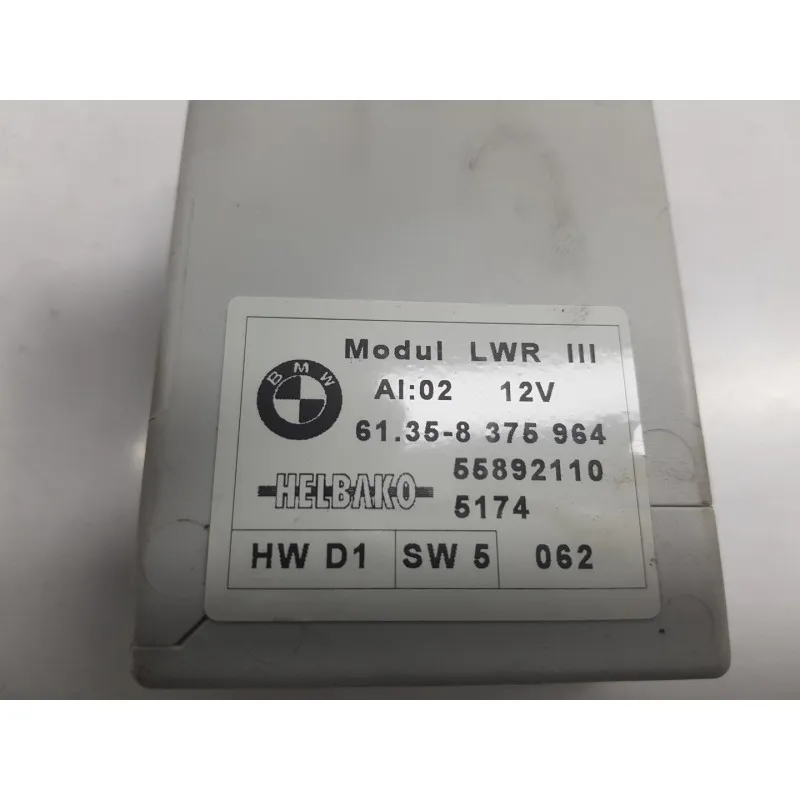 BMW
Modul LWR III
AI:02 12V
61.35-8 375 964
55892110
HELBAKO
5174
HW D1 SW 5 062